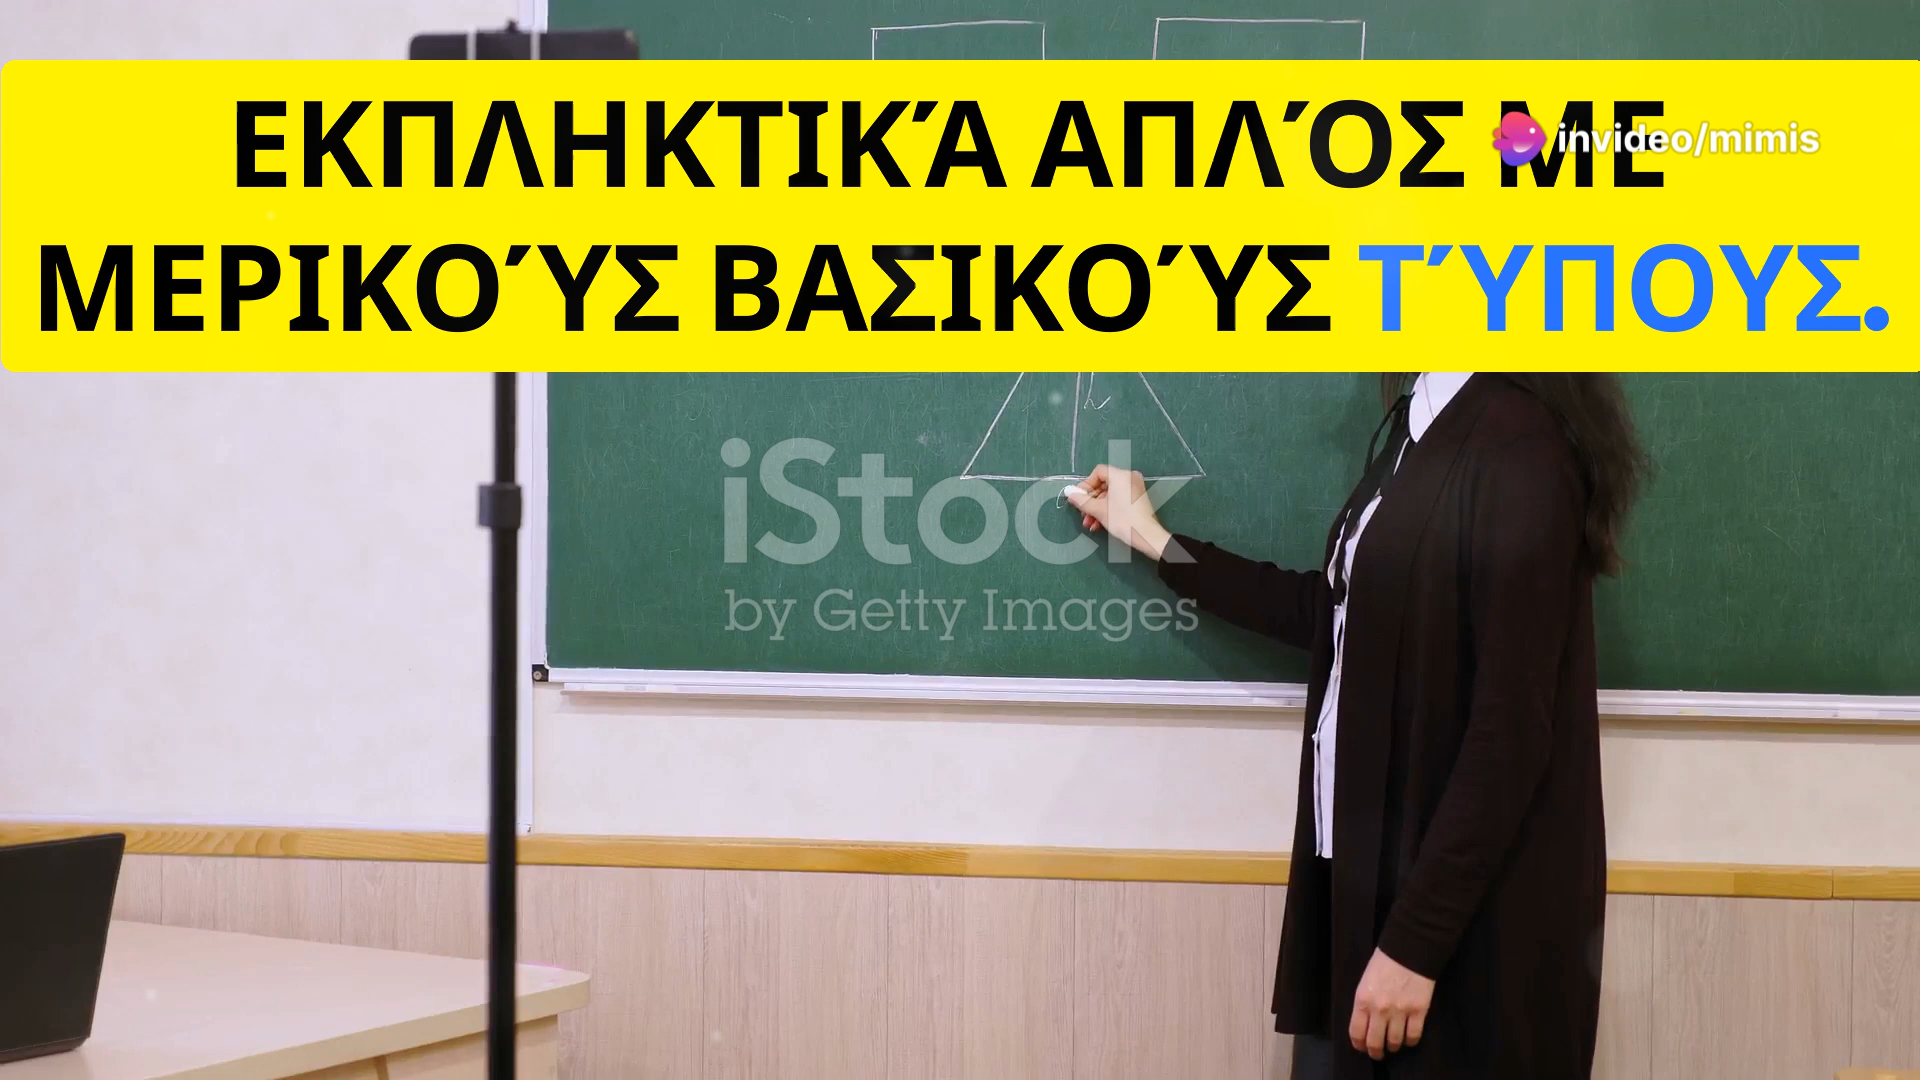 ΕΚΠΛΗΚΤΙΚΆ ΑΠΛΌΣ ΜΕ
invideo/mimis
ΜΕΡΙΚΟΎΣ ΒΑΣΙΚΟΎΣ ΤΎΠΟΥΣ.
h
iStock
by Getty Images